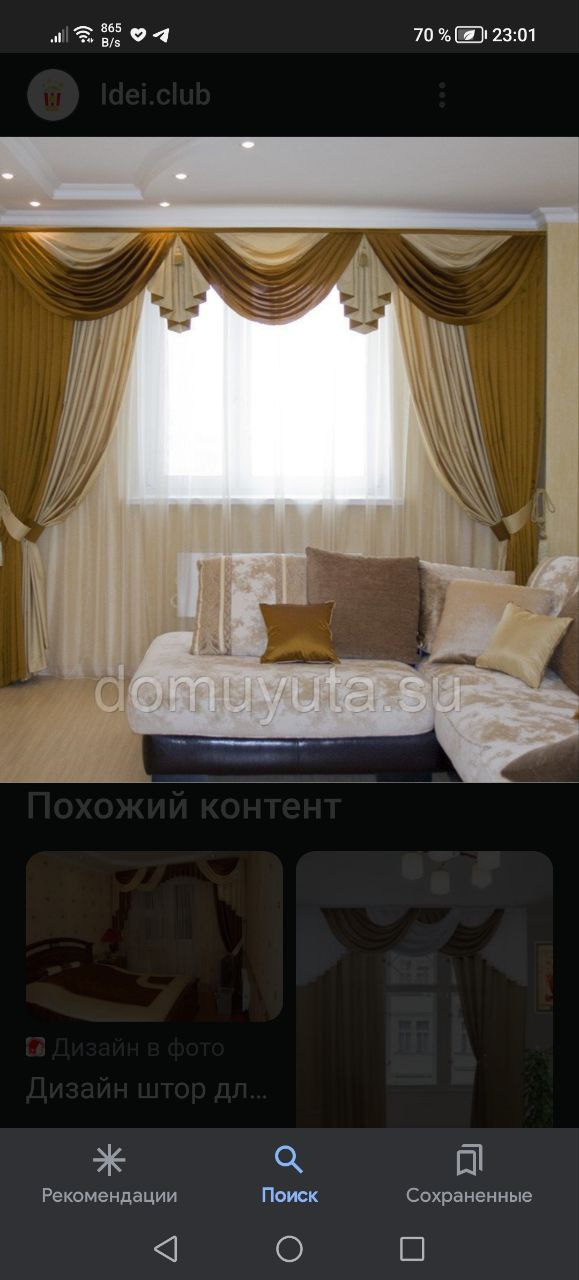 865
B/s
70 %
23:01
Idei.club
domuyuta.su
Похожий контент
Дизайн в фото
Дизайн штор дл...
Рекомендации
Поиск
Сохраненные